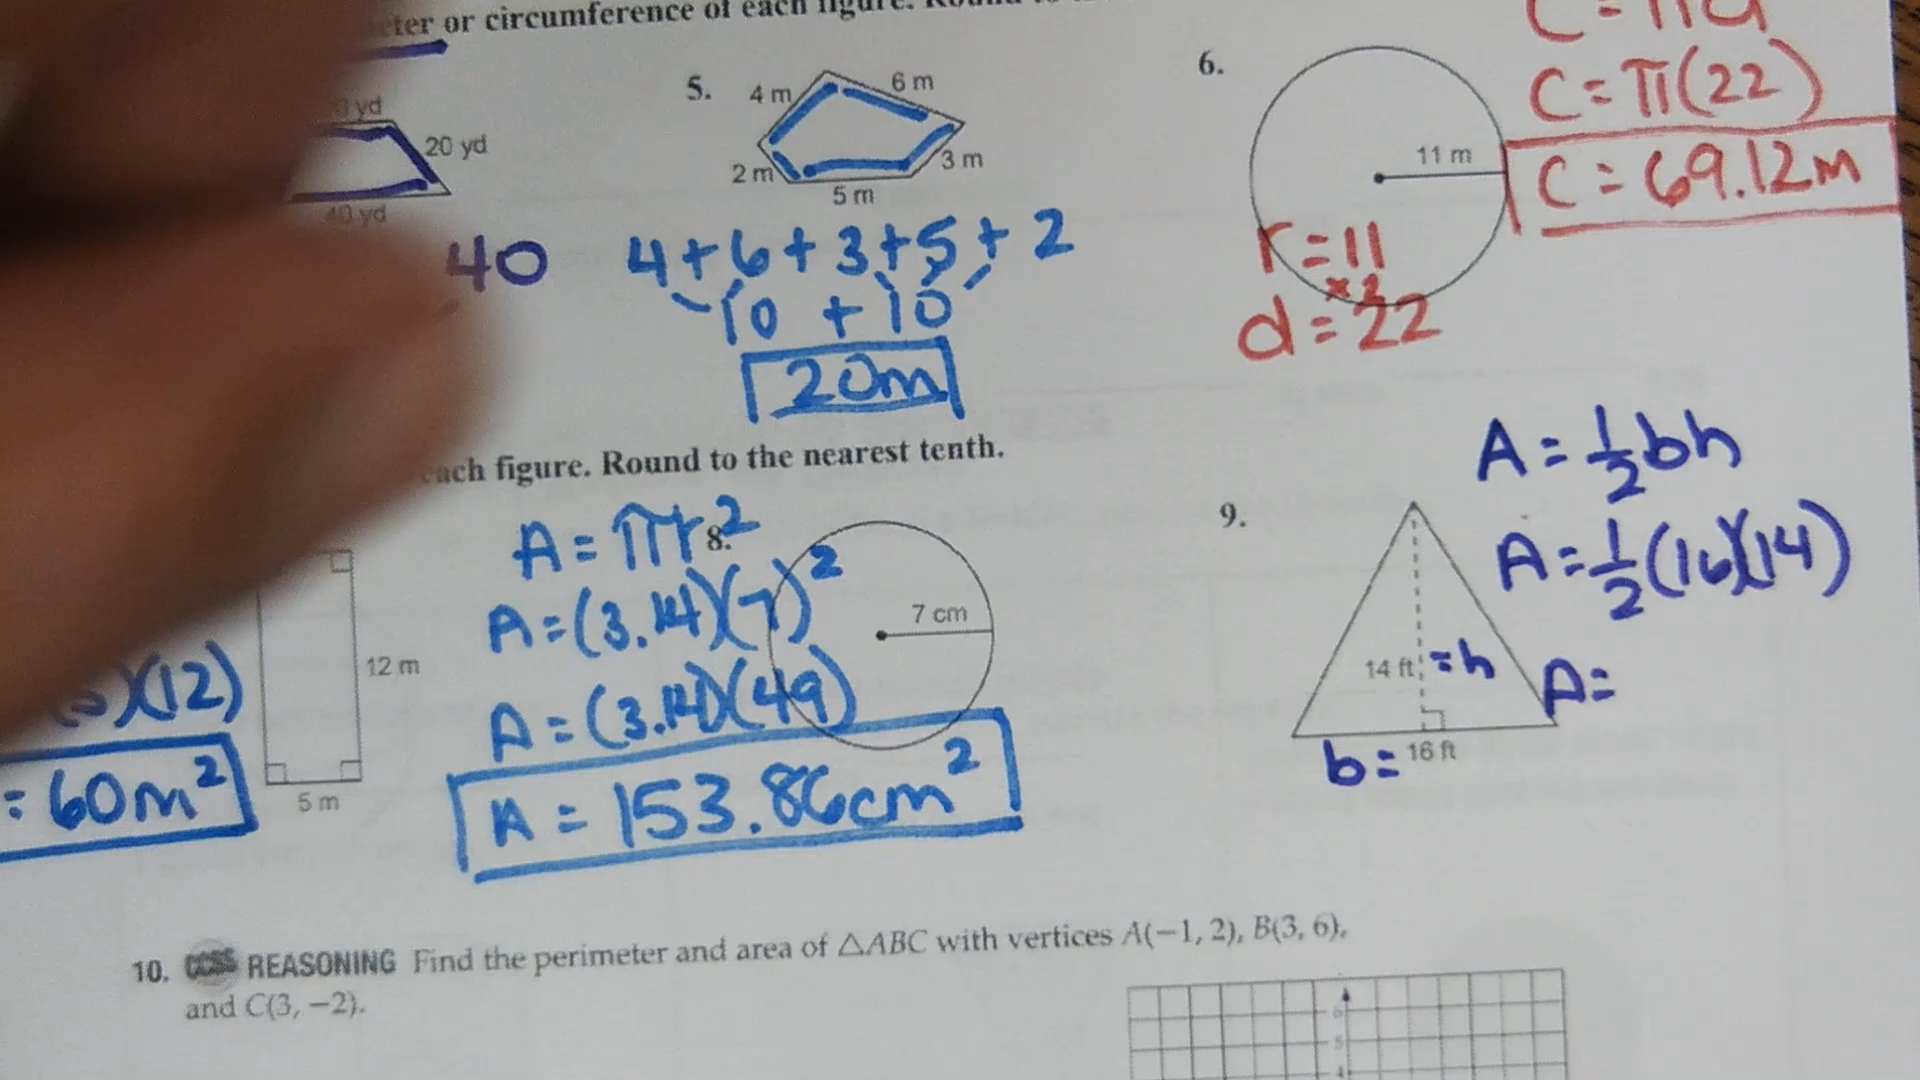 or circumference of each figure.
C = πd
C = π(22)
C = 69.12m
yd
20 yd
40 yd
40
5.
4 m
6 m
2 m
3 m
5 m
4 + 6 + 3 + 5 + 2
10 + 10
20m
6.
11 m
r = 11
× 2
d = 22
each figure. Round to the nearest tenth.
)(12)
= 60m²
12 m
5 m
8.
A = πr²
A = (3.14)(7)²
A = (3.14)(49)
A = 153.86cm²
7 cm
9.
A = ½bh
A = ½(16)(14)
A =
14 ft = h
b = 16 ft
10. CCSS REASONING Find the perimeter and area of △ABC with vertices A(−1, 2), B(3, 6),
and C(3, −2).